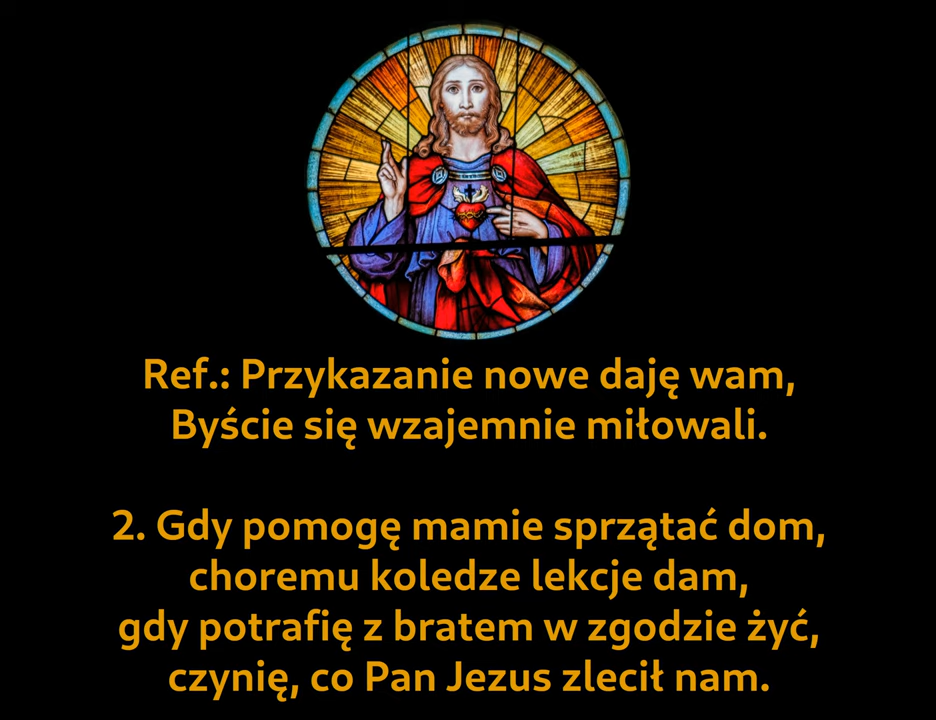 Ref.: Przykazanie nowe daję wam,
Byście się wzajemnie miłowali.
2. Gdy pomogę mamie sprzątać dom,
choremu koledze lekcje dam,
gdy potrafię z bratem w zgodzie żyć,
czynię, co Pan Jezus zlecił nam.